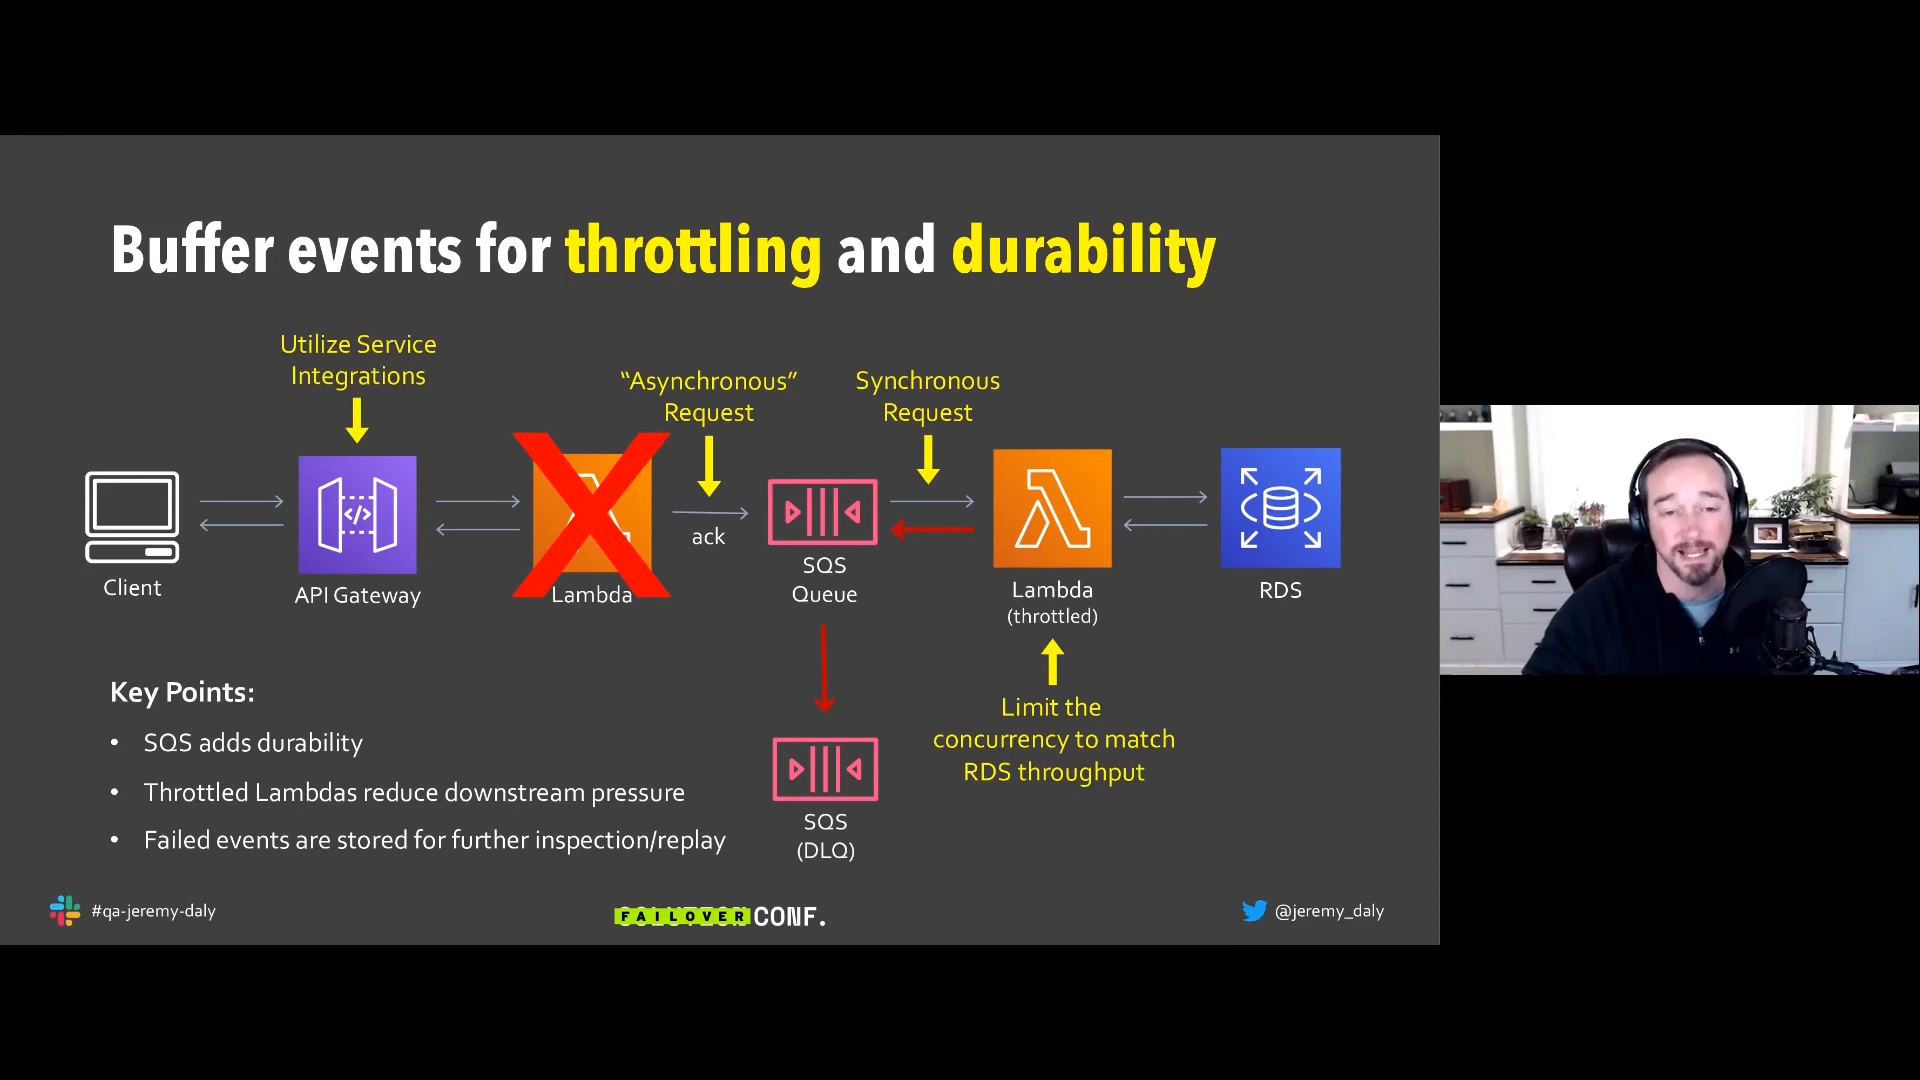 Buffer events for throttling and durability
Utilize Service
Integrations
“Asynchronous”
Request
Synchronous
Request
ack
Client
API Gateway
Lambda
SQS
Queue
Lambda
(throttled)
RDS
Limit the
concurrency to match
RDS throughput
Key Points:
• SQS adds durability
• Throttled Lambdas reduce downstream pressure
• Failed events are stored for further inspection/replay
SQS
(DLQ)
#qa-jeremy-daly
FAILOVER CONF.
@jeremy_daly